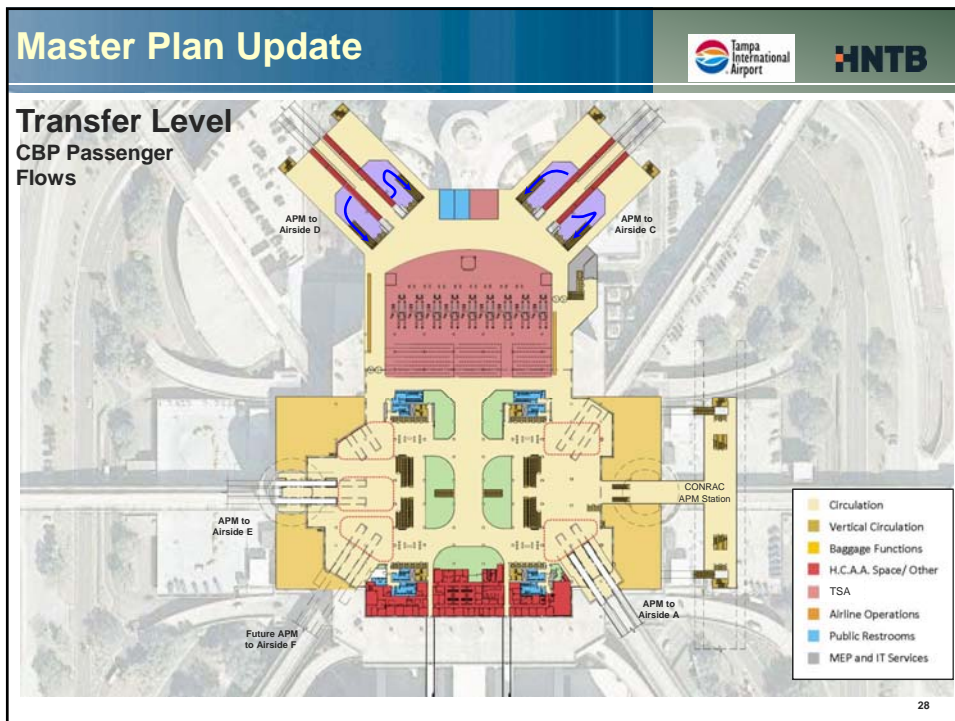 Master Plan Update
Tampa
International
Airport
HNTB
Transfer Level
CBP Passenger
Flows
APM to
Airside D
APM to
Airside C
CONRAC
APM Station
APM to
Airside E
APM to
Airside A
Future APM
to Airside F
Circulation
Vertical Circulation
Baggage Functions
H.C.A.A. Space/ Other
TSA
Airline Operations
Public Restrooms
MEP and IT Services
28